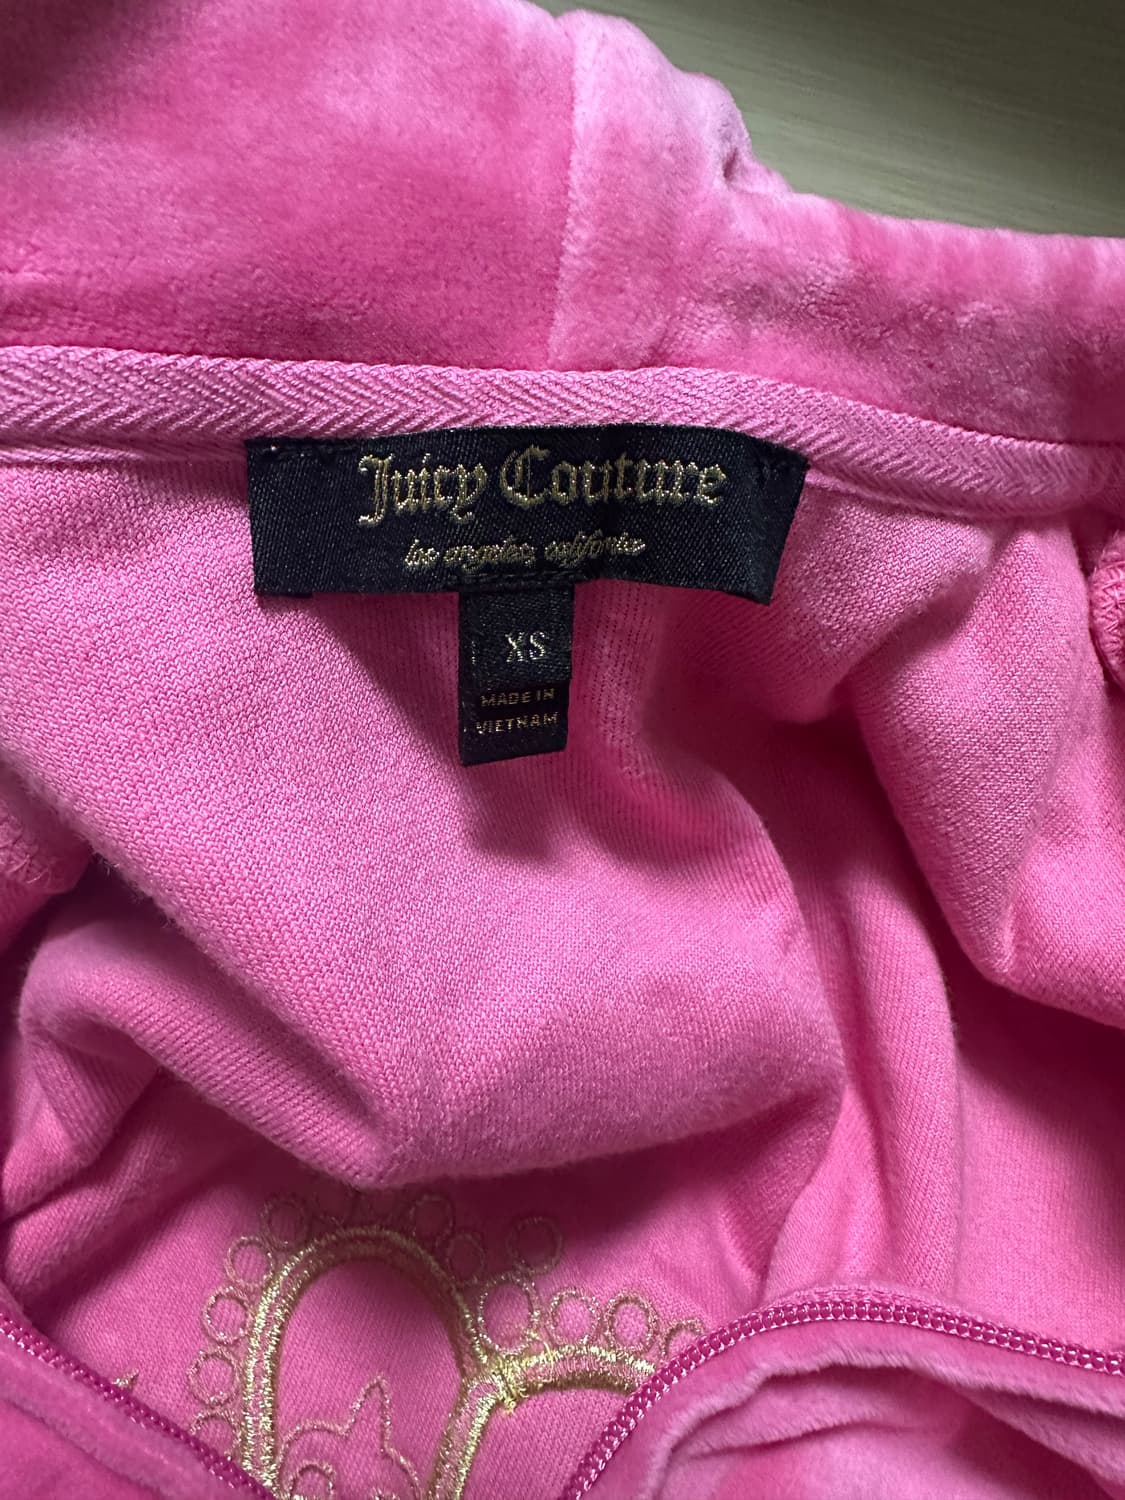 Juicy Couture
los angeles, california
XS
MADE IN
VIETNAM